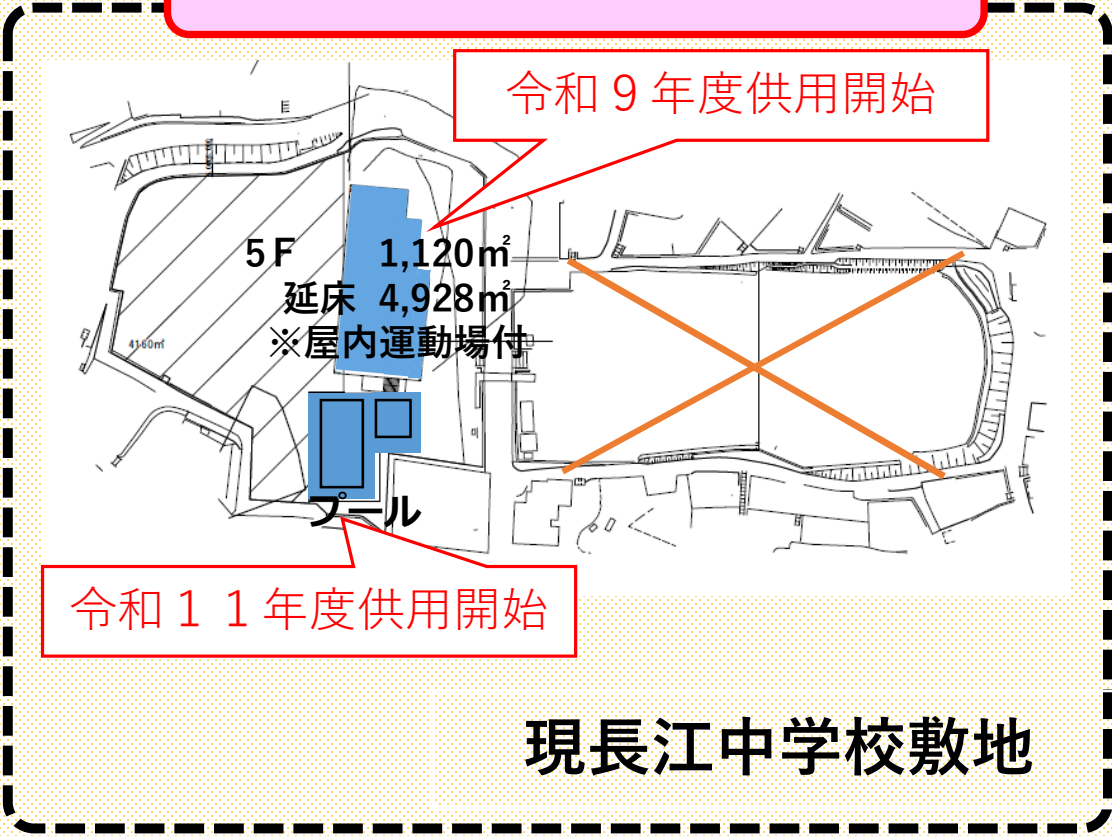 令和９年度供用開始
５F 1,120㎡
延床 4,928㎡
※屋内運動場付
4160㎡
プール
令和１１年度供用開始
現長江中学校敷地